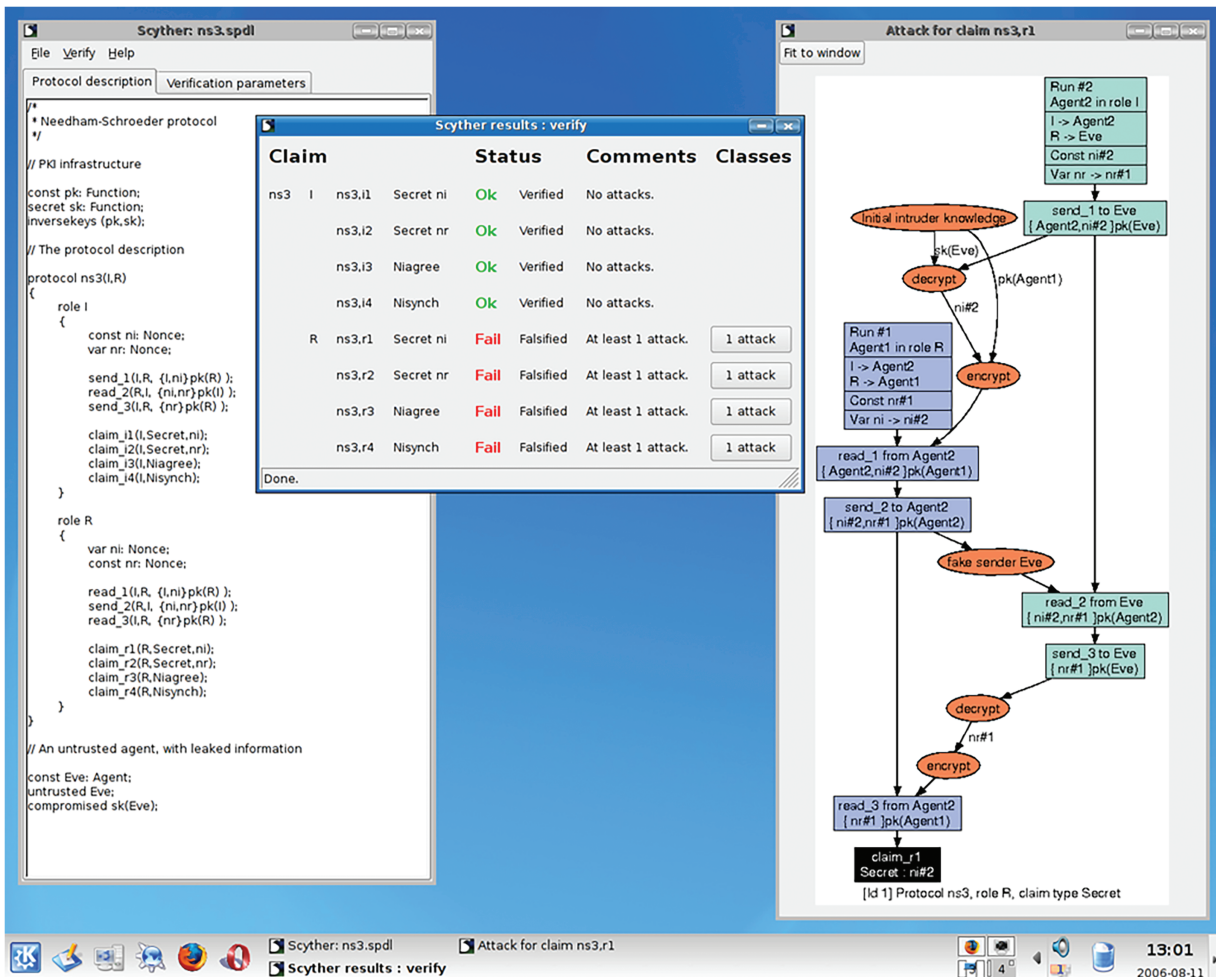 Scyther: ns3.spdl
File Verify Help
Protocol description Verification parameters
/*
* Needham-Schroeder protocol
*/
// PKI infrastructure
const pk: Function;
secret sk: Function;
inversekeys (pk,sk);
// The protocol description
protocol ns3(I,R)
{
role I
{
const ni: Nonce;
var nr: Nonce;
send_1(I,R, {I,ni}pk(R) );
read_2(R,I, {ni,nr}pk(I) );
send_3(I,R, {nr}pk(R) );
claim_i1(I,Secret,ni);
claim_i2(I,Secret,nr);
claim_i3(I,Niagree);
claim_i4(I,Nisynch);
}
role R
{
var ni: Nonce;
const nr: Nonce;
read_1(I,R, {I,ni}pk(R) );
send_2(R,I, {ni,nr}pk(I) );
read_3(I,R, {nr}pk(R) );
claim_r1(R,Secret,ni);
claim_r2(R,Secret,nr);
claim_r3(R,Niagree);
claim_r4(R,Nisynch);
}
}
// An untrusted agent, with leaked information
const Eve: Agent;
untrusted Eve;
compromised sk(Eve);
Scyther results : verify
Claim Status Comments Classes
ns3 I ns3,i1 Secret ni Ok Verified No attacks.
ns3,i2 Secret nr Ok Verified No attacks.
ns3,i3 Niagree Ok Verified No attacks.
ns3,i4 Nisynch Ok Verified No attacks.
R ns3,r1 Secret ni Fail Falsified At least 1 attack. 1 attack
ns3,r2 Secret nr Fail Falsified At least 1 attack. 1 attack
ns3,r3 Niagree Fail Falsified At least 1 attack. 1 attack
ns3,r4 Nisynch Fail Falsified At least 1 attack. 1 attack
Done.
Attack for claim ns3,r1
Fit to window
Run #2
Agent2 in role I
I -> Agent2
R -> Eve
Const ni#2
Var nr -> nr#1
send_1 to Eve
{ Agent2,ni#2 }pk(Eve)
Initial intruder knowledge
sk(Eve)
pk(Agent1)
decrypt
ni#2
Run #1
Agent1 in role R
I -> Agent2
R -> Agent1
Const nr#1
Var ni -> ni#2
encrypt
read_1 from Agent2
{ Agent2,ni#2 }pk(Agent1)
send_2 to Agent2
{ ni#2,nr#1 }pk(Agent2)
fake sender Eve
read_2 from Eve
{ ni#2,nr#1 }pk(Agent2)
send_3 to Eve
{ nr#1 }pk(Eve)
decrypt
nr#1
encrypt
read_3 from Agent2
{ nr#1 }pk(Agent1)
claim_r1
Secret : ni#2
[Id 1] Protocol ns3, role R, claim type Secret
Scyther: ns3.spdl
Attack for claim ns3,r1
Scyther results : verify
4
1
13:01
2006-08-11